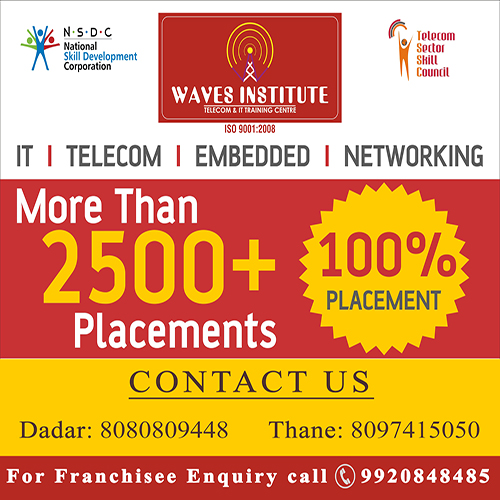 N·S·D·C
National
Skill Development
Corporation
WAVES INSTITUTE
TELECOM & IT TRAINING CENTRE
ISO 9001:2008
Telecom
Sector
Skill
Council
IT | TELECOM | EMBEDDED | NETWORKING
More Than
2500+
Placements
100%
PLACEMENT
CONTACT US
Dadar: 8080809448 Thane: 8097415050
For Franchisee Enquiry call 9920848485